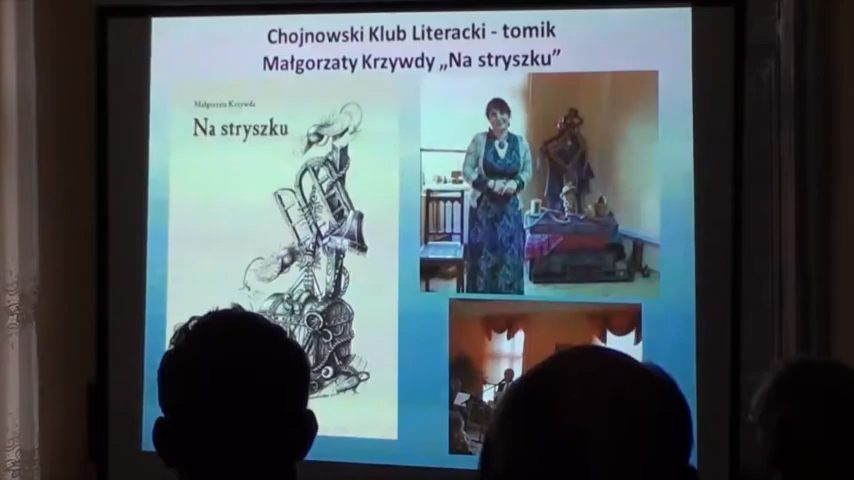 Chojnowski Klub Literacki - tomik
Małgorzaty Krzywdy „Na stryszku”
Małgorzata Krzywda
Na stryszku